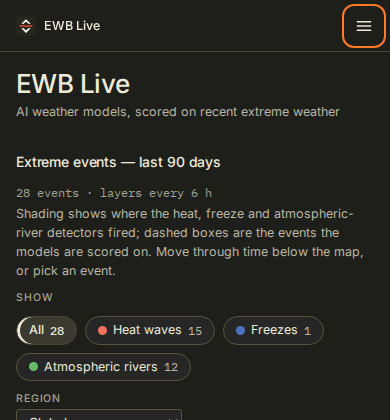 EWB Live
EWB Live
AI weather models, scored on recent extreme weather
Extreme events — last 90 days
28 events · layers every 6 h
Shading shows where the heat, freeze and atmospheric-
river detectors fired; dashed boxes are the events the
models are scored on. Move through time below the map,
or pick an event.
SHOW
All 28 Heat waves 15 Freezes 1
Atmospheric rivers 12
REGION